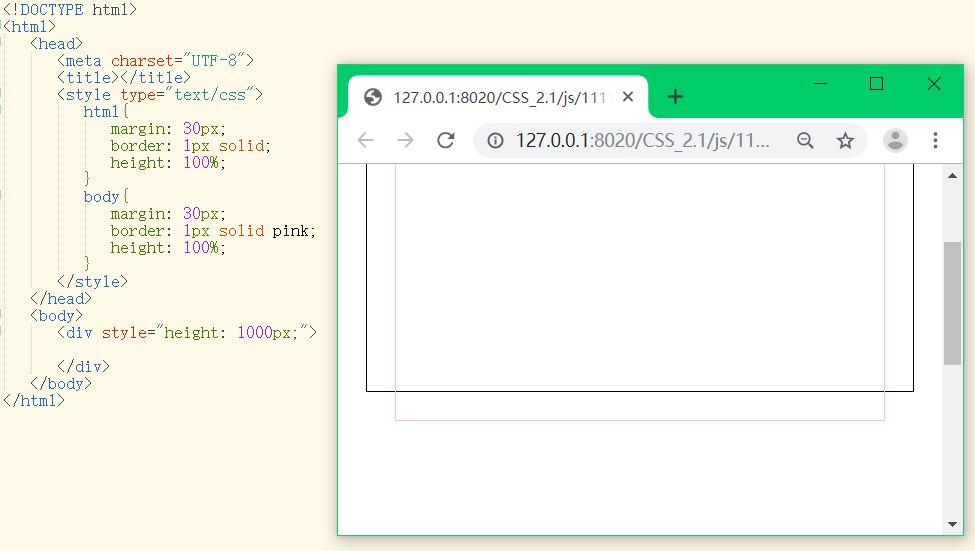 <!DOCTYPE html>
<html>
<head>
<meta charset="UTF-8">
<title></title>
<style type="text/css">
html{
margin: 30px;
border: 1px solid;
height: 100%;
}
body{
margin: 30px;
border: 1px solid pink;
height: 100%;
}
</style>
</head>
<body>
<div style="height: 1000px;">
</div>
</body>
</html>
127.0.0.1:8020/CSS_2.1/js/1111
127.0.0.1:8020/CSS_2.1/js/11...